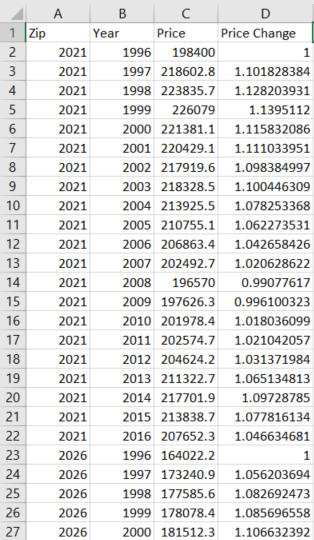 A B C D
1 Zip Year Price Price Change
2 2021 1996 198400 1
3 2021 1997 218602.8 1.101828384
4 2021 1998 223835.7 1.128203931
5 2021 1999 226079 1.1395112
6 2021 2000 221381.1 1.115832086
7 2021 2001 220429.1 1.111033951
8 2021 2002 217919.6 1.098384997
9 2021 2003 218328.5 1.100446309
10 2021 2004 213925.5 1.078253368
11 2021 2005 210755.1 1.062273531
12 2021 2006 206863.4 1.042658426
13 2021 2007 202492.7 1.020628622
14 2021 2008 196570 0.99077617
15 2021 2009 197626.3 0.996100323
16 2021 2010 201978.4 1.018036099
17 2021 2011 202574.7 1.021042057
18 2021 2012 204624.2 1.031371984
19 2021 2013 211322.7 1.065134813
20 2021 2014 217701.9 1.09728785
21 2021 2015 213838.7 1.077816134
22 2021 2016 207652.3 1.046634681
23 2026 1996 164022.2 1
24 2026 1997 173240.9 1.056203694
25 2026 1998 177585.6 1.082692473
26 2026 1999 178078.4 1.085696558
27 2026 2000 181512.3 1.106632392